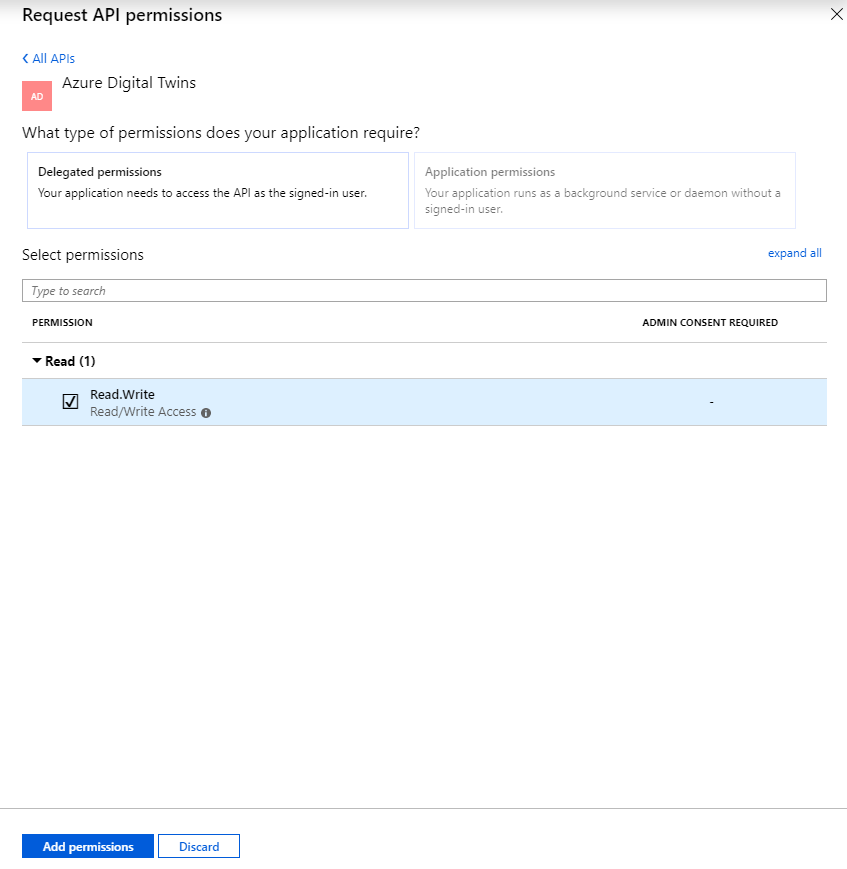 Request API permissions
All APIs
AD
Azure Digital Twins
What type of permissions does your application require?
Delegated permissions
Your application needs to access the API as the signed-in user.
Application permissions
Your application runs as a background service or daemon without a
signed-in user.
Select permissions
expand all
Type to search
PERMISSION
ADMIN CONSENT REQUIRED
Read (1)
Read.Write
Read/Write Access
-
Add permissions
Discard